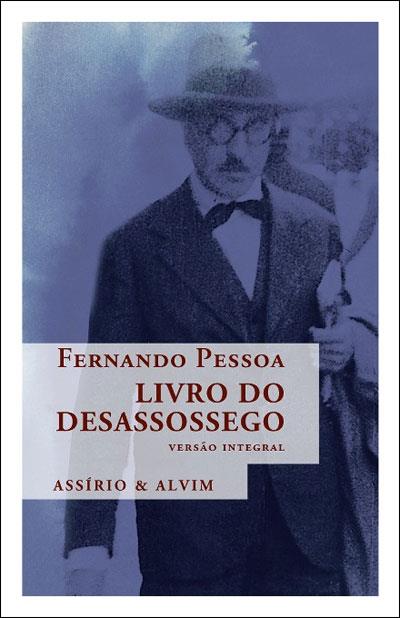 FERNANDO PESSOA
LIVRO DO
DESASSOSSEGO
VERSÃO INTEGRAL
ASSÍRIO & ALVIM